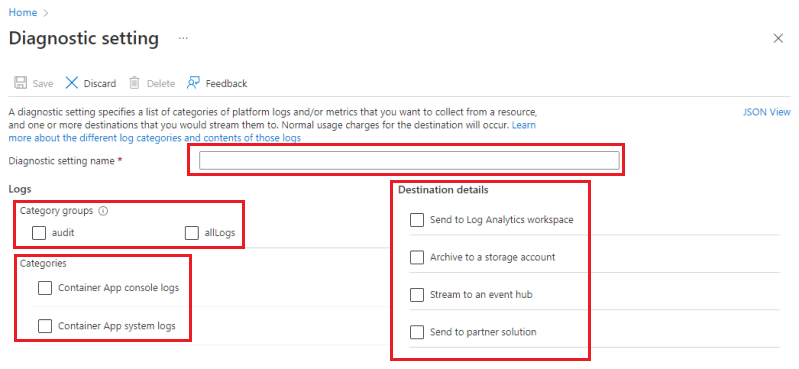 Home
Diagnostic setting ...
Save Discard Delete Feedback
A diagnostic setting specifies a list of categories of platform logs and/or metrics that you want to collect from a resource, JSON View
and one or more destinations that you would stream them to. Normal usage charges for the destination will occur. Learn
more about the different log categories and contents of those logs
Diagnostic setting name *
Logs
Category groups
audit allLogs
Categories
Container App console logs
Container App system logs
Destination details
Send to Log Analytics workspace
Archive to a storage account
Stream to an event hub
Send to partner solution